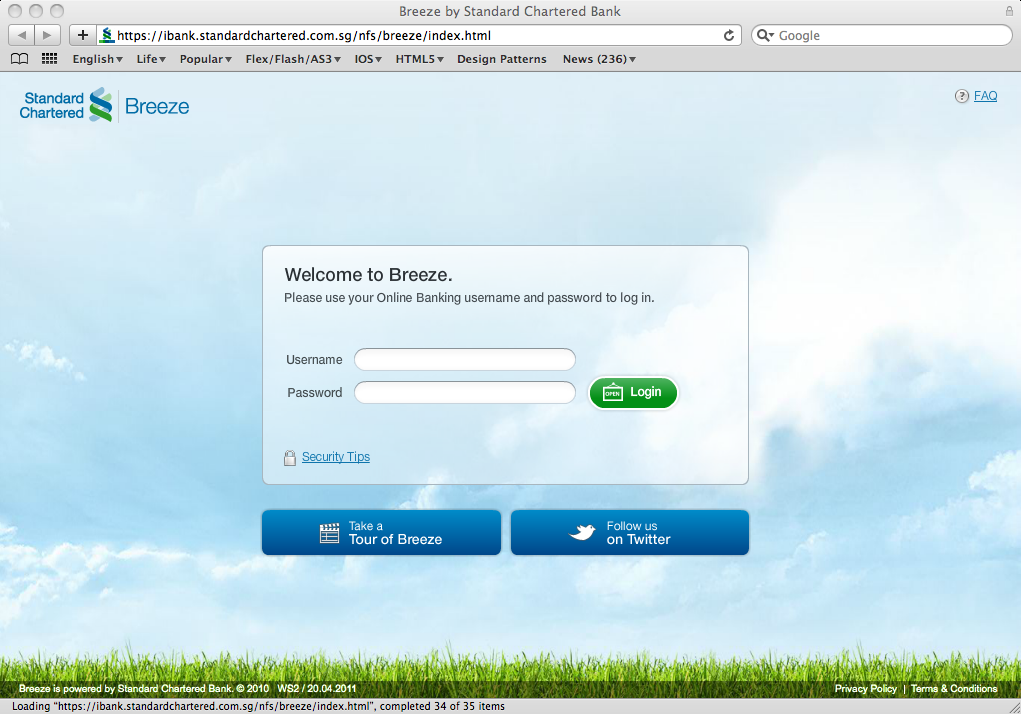 Breeze by Standard Chartered Bank
https://ibank.standardchartered.com.sg/nfs/breeze/index.html
Google
English Life Popular Flex/Flash/AS3 IOS HTML5 Design Patterns News (236)
Standard
Chartered
Breeze
? FAQ
Welcome to Breeze.
Please use your Online Banking username and password to log in.
Username
Password
OPEN Login
Security Tips
Take a
Tour of Breeze
Follow us
on Twitter
Breeze is powered by Standard Chartered Bank. © 2010 WS2 / 20.04.2011
Privacy Policy | Terms & Conditions
Loading “https://ibank.standardchartered.com.sg/nfs/breeze/index.html”, completed 34 of 35 items